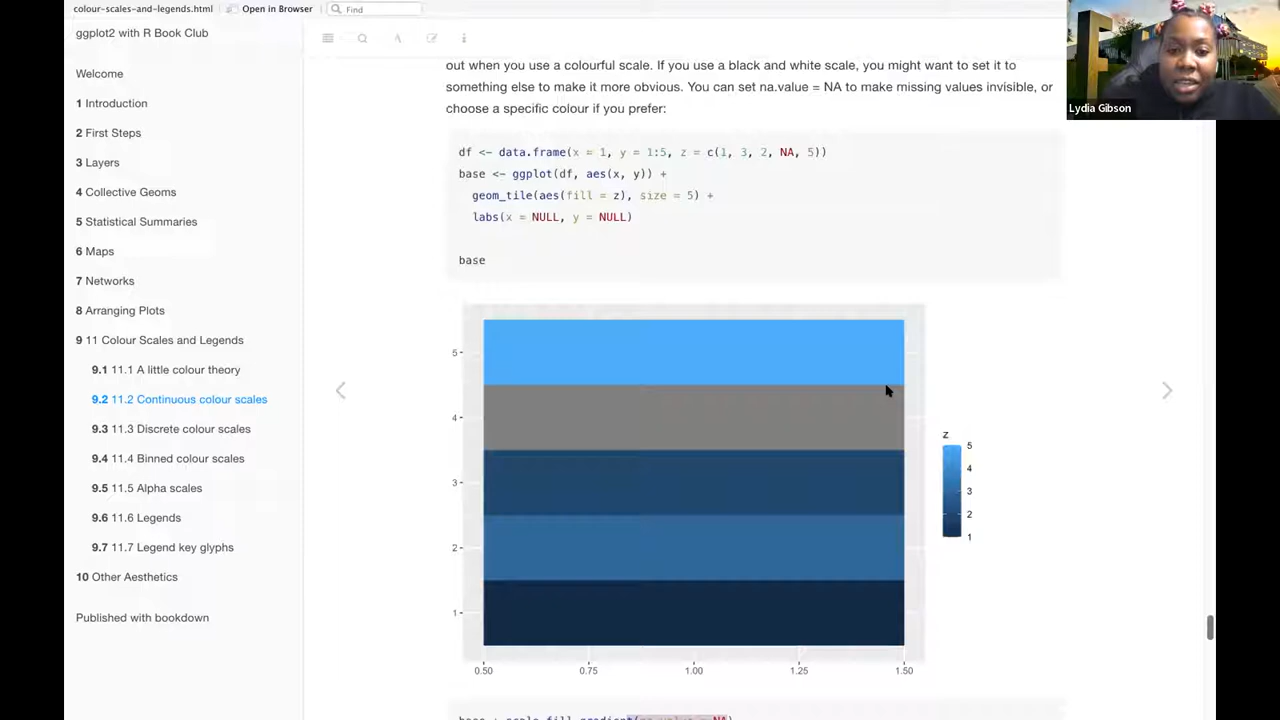 colour-scales-and-legends.html
Open in Browser
Find
ggplot2 with R Book Club
Welcome
1 Introduction
2 First Steps
3 Layers
4 Collective Geoms
5 Statistical Summaries
6 Maps
7 Networks
8 Arranging Plots
9 11 Colour Scales and Legends
9.1 11.1 A little colour theory
9.2 11.2 Continuous colour scales
9.3 11.3 Discrete colour scales
9.4 11.4 Binned colour scales
9.5 11.5 Alpha scales
9.6 11.6 Legends
9.7 11.7 Legend key glyphs
10 Other Aesthetics
Published with bookdown
out when you use a colourful scale. If you use a black and white scale, you might want to set it to
something else to make it more obvious. You can set na.value = NA to make missing values invisible, or
choose a specific colour if you prefer:
df <- data.frame(x = 1, y = 1:5, z = c(1, 3, 2, NA, 5))
base <- ggplot(df, aes(x, y)) +
geom_tile(aes(fill = z), size = 5) +
labs(x = NULL, y = NULL)
base
5
4
3
2
1
0.50 0.75 1.00 1.25 1.50
z
5
4
3
2
1
base + scale_fill_gradient(na.value = NA)
Lydia Gibson